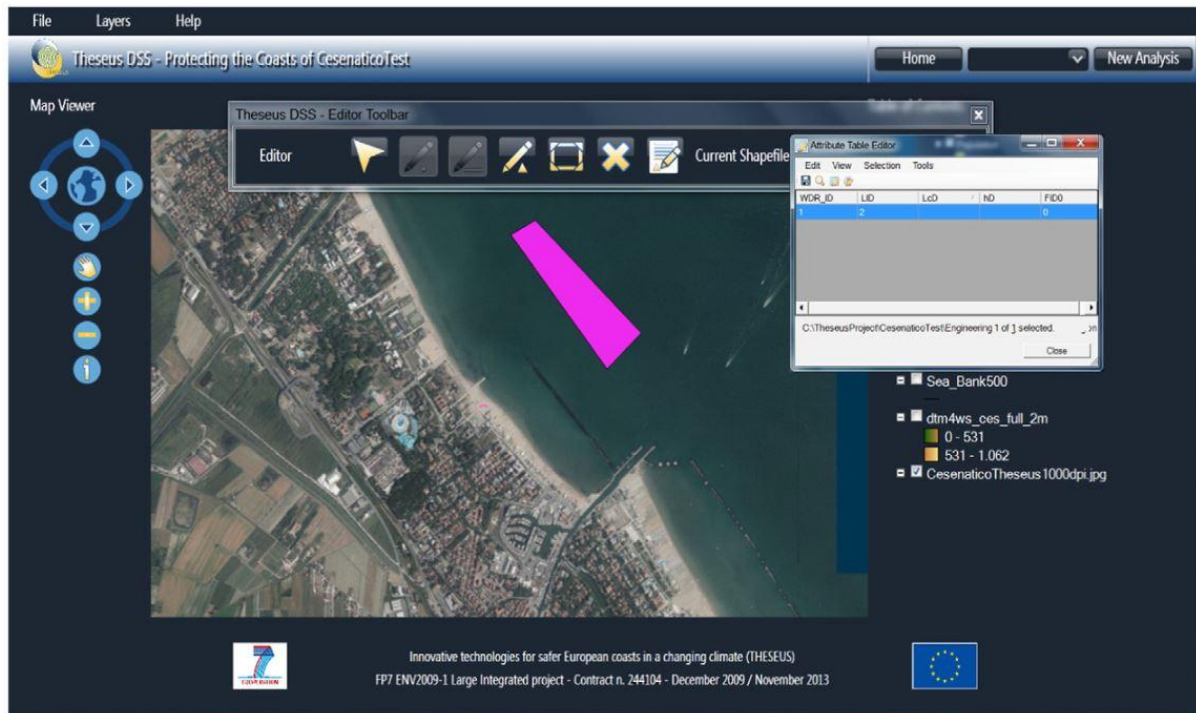 File Layers Help
Theseus DSS - Protecting the Coasts of CesenaticoTest
Home New Analysis
Map Viewer
Theseus DSS - Editor Toolbar
Editor Current Shapefile
Attribute Table Editor
Edit View Selection Tools
WDR_ID LID LcD hD FID0
1 2 0
C:\TheseusProject\CesenaticoTest\Engineering 1 of 1 selected.
Close
Sea_Bank500
dtm4ws_ces_full_2m
0 - 531
531 - 1.062
CesenaticoTheseus1000dpi.jpg
Innovative technologies for safer European coasts in a changing climate (THESEUS)
FP7 ENV2009-1 Large Integrated project - Contract n. 244104 - December 2009 / November 2013